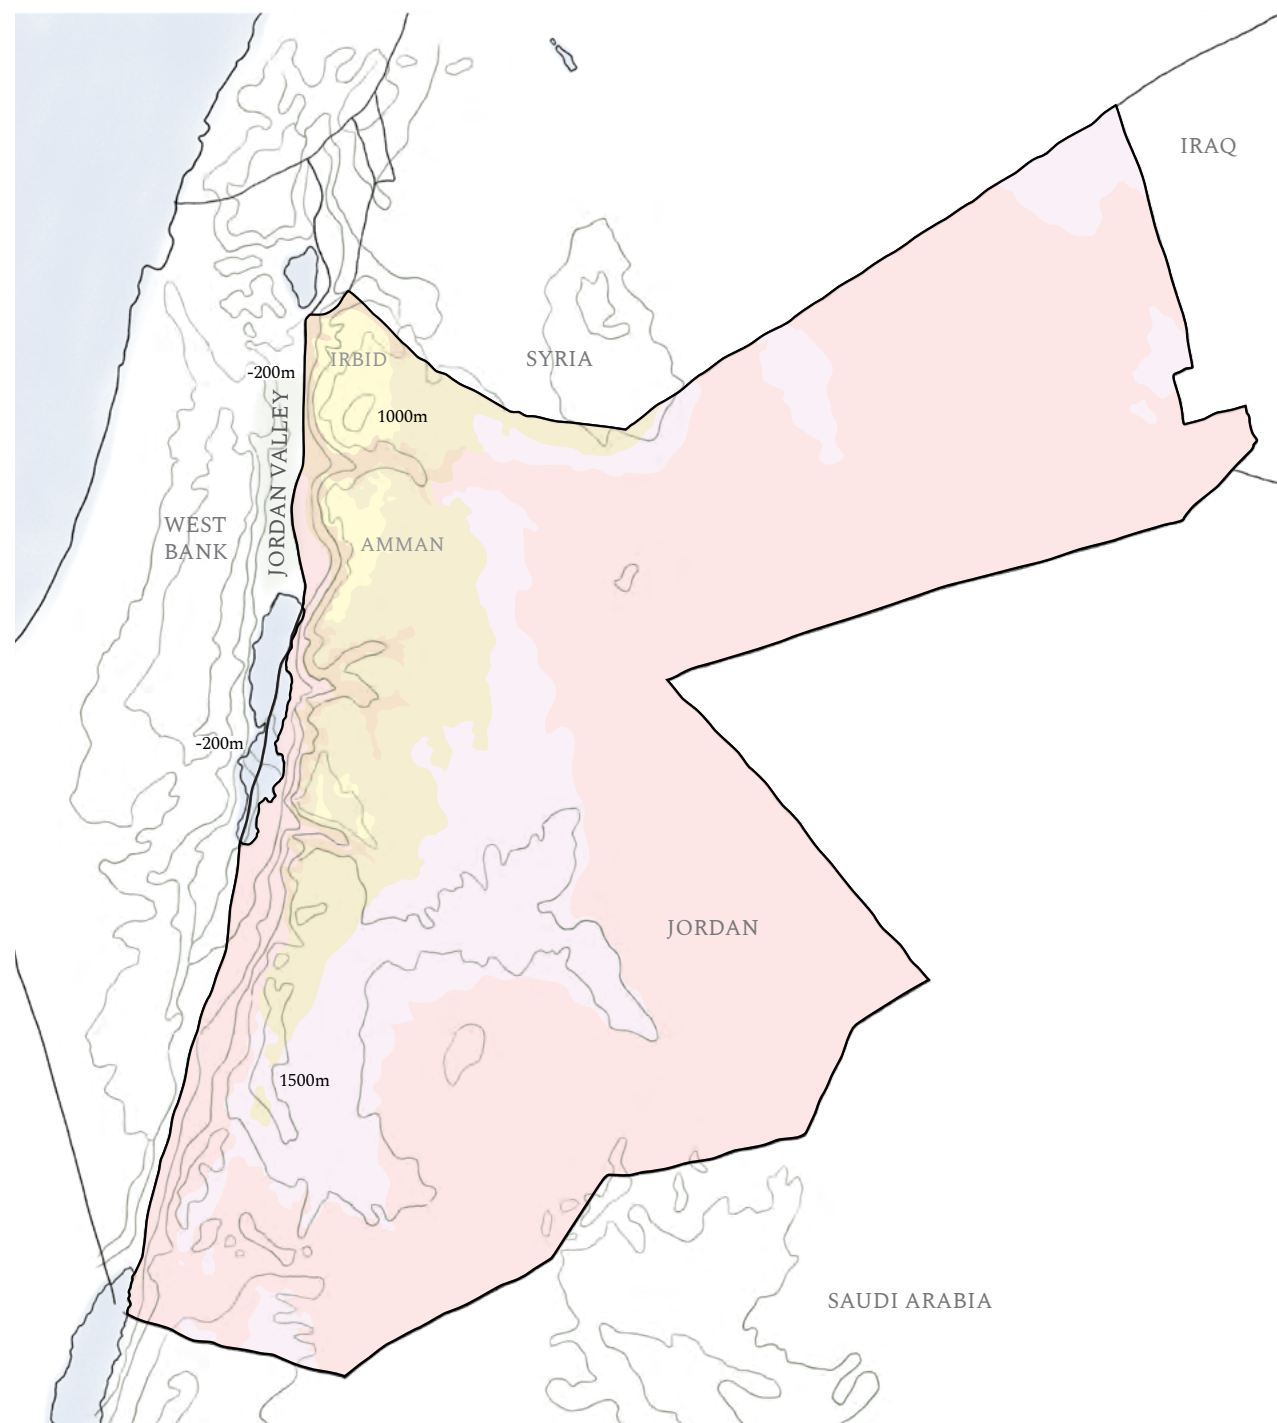 IRAQ
IRBID
SYRIA
-200m
1000m
JORDAN VALLEY
WEST
BANK
AMMAN
-200m
JORDAN
1500m
SAUDI ARABIA